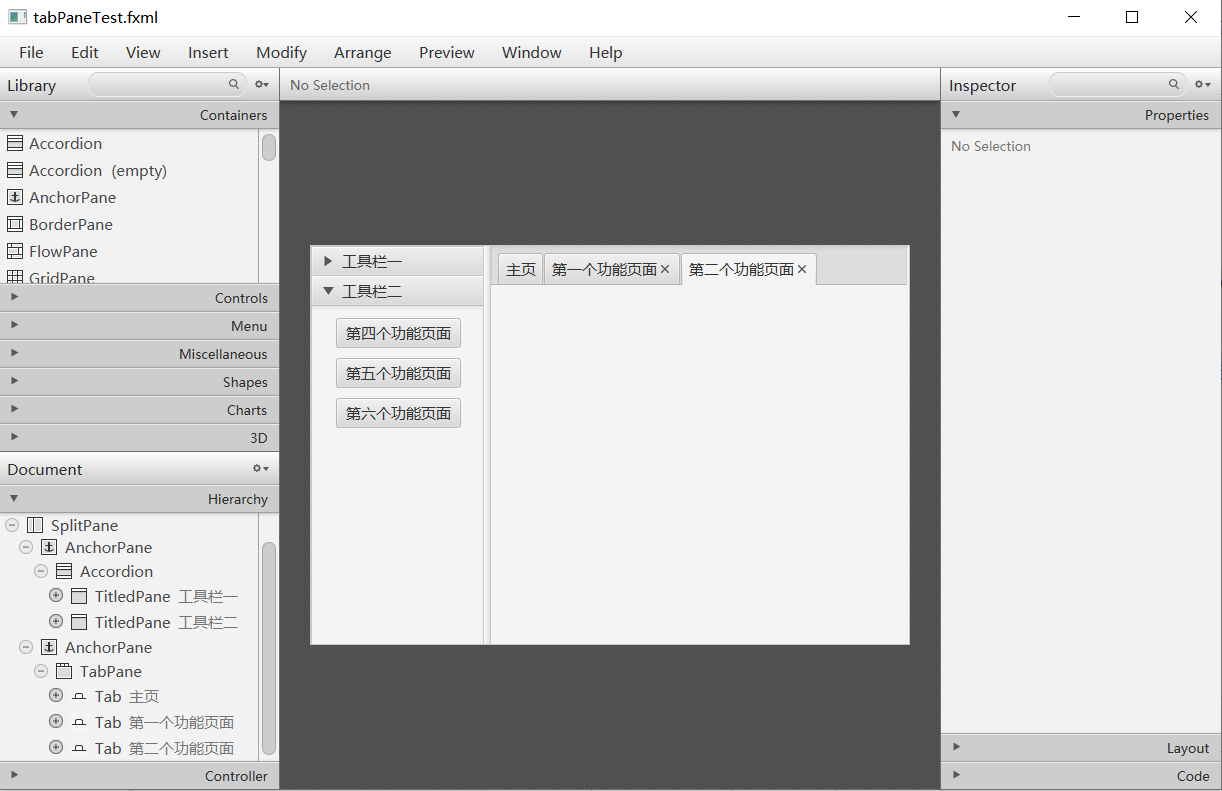 tabPaneTest.fxml
File Edit View Insert Modify Arrange Preview Window Help
Library
Containers
Accordion
Accordion (empty)
AnchorPane
BorderPane
FlowPane
GridPane
Controls
Menu
Miscellaneous
Shapes
Charts
3D
Document
Hierarchy
SplitPane
AnchorPane
Accordion
TitledPane 工具栏一
TitledPane 工具栏二
AnchorPane
TabPane
Tab 主页
Tab 第一个功能页面
Tab 第二个功能页面
Controller
No Selection
工具栏一
工具栏二
第四个功能页面
第五个功能页面
第六个功能页面
主页 第一个功能页面 第二个功能页面
Inspector
Properties
No Selection
Layout
Code